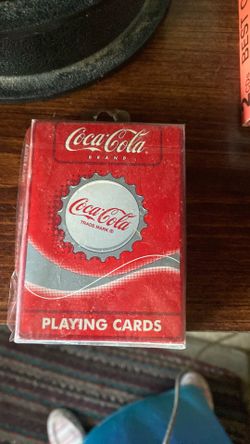 Coca-Cola
BRAND
Coca-Cola
TRADE MARK ®
PLAYING CARDS